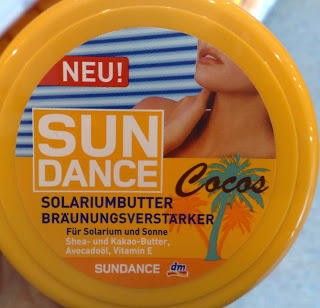 NEU!
SUN
DANCE
Cocos
SOLARIUMBUTTER
BRÄUNUNGSVERSTÄRKER
Für Solarium und Sonne
Shea- und Kakao-Butter,
Avocadoöl, Vitamin E
SUNDANCE dm